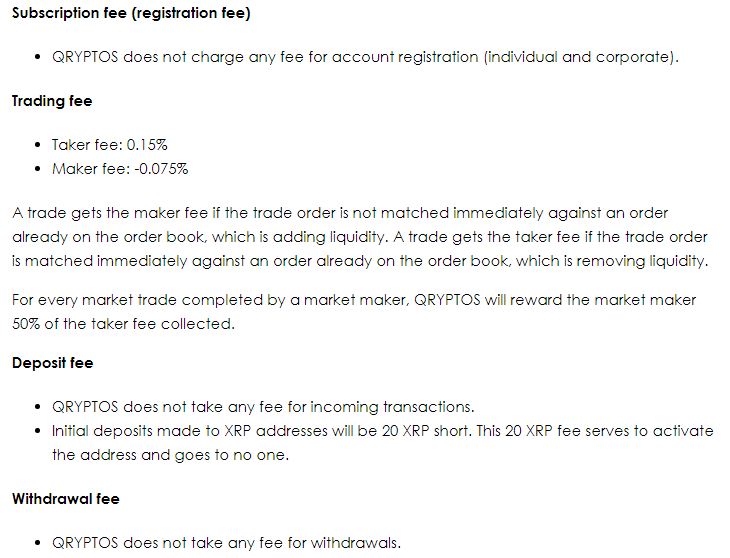 Subscription fee (registration fee)
• QRYPTOS does not charge any fee for account registration (individual and corporate).
Trading fee
• Taker fee: 0.15%
• Maker fee: -0.075%
A trade gets the maker fee if the trade order is not matched immediately against an order
already on the order book, which is adding liquidity. A trade gets the taker fee if the trade order
is matched immediately against an order already on the order book, which is removing liquidity.
For every market trade completed by a market maker, QRYPTOS will reward the market maker
50% of the taker fee collected.
Deposit fee
• QRYPTOS does not take any fee for incoming transactions.
• Initial deposits made to XRP addresses will be 20 XRP short. This 20 XRP fee serves to activate
the address and goes to no one.
Withdrawal fee
• QRYPTOS does not take any fee for withdrawals.